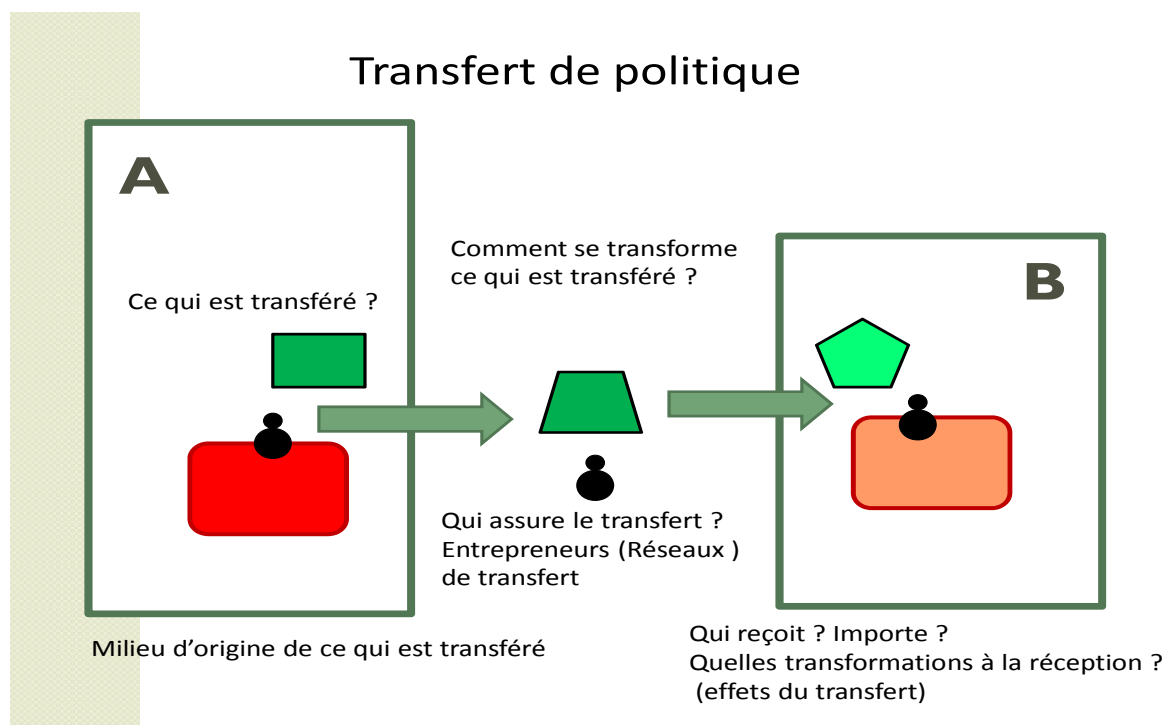 Transfert de politique
A
Ce qui est transféré ?
Comment se transforme
ce qui est transféré ?
B
Qui assure le transfert ?
Entrepreneurs (Réseaux )
de transfert
Milieu d’origine de ce qui est transféré
Qui reçoit ? Importe ?
Quelles transformations à la réception ?
(effets du transfert)